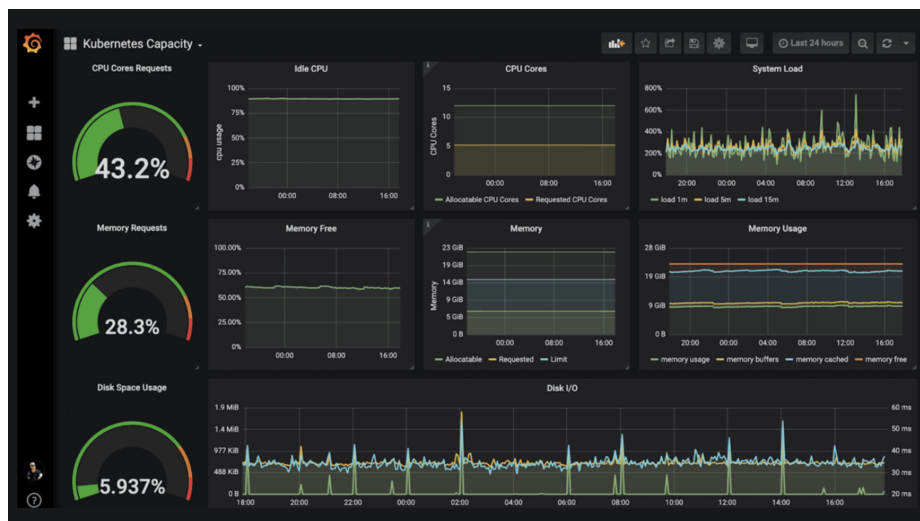 Kubernetes Capacity
Last 24 hours
CPU Cores Requests
43.2%
Idle CPU
100%
75%
50%
25%
0%
cpu usage
00:00 08:00 16:00
i
CPU Cores
15
10
5
0
CPU Cores
00:00 08:00 16:00
Allocatable CPU Cores Requested CPU Cores
System Load
800%
600%
400%
200%
20:00 00:00 04:00 08:00 12:00 16:00
load 1m load 5m load 15m
Memory Requests
28.3%
Memory Free
100.00%
75.00%
50.00%
25.00%
0%
00:00 08:00 16:00
i
Memory
23 GiB
19 GiB
14 GiB
9 GiB
5 GiB
0 B
Memory
00:00 08:00 16:00
Allocatable Requested Limit
Memory Usage
28 GiB
19 GiB
9 GiB
0 B
20:00 00:00 04:00 08:00 12:00 16:00
memory usage memory buffers memory cached memory free
Disk Space Usage
5.937%
Disk I/O
1.9 MiB
1.4 MiB
977 KiB
488 KiB
0 B
60 ms
50 ms
40 ms
30 ms
20 ms
18:00 20:00 22:00 00:00 02:00 04:00 06:00 08:00 10:00 12:00 14:00 16:00
?